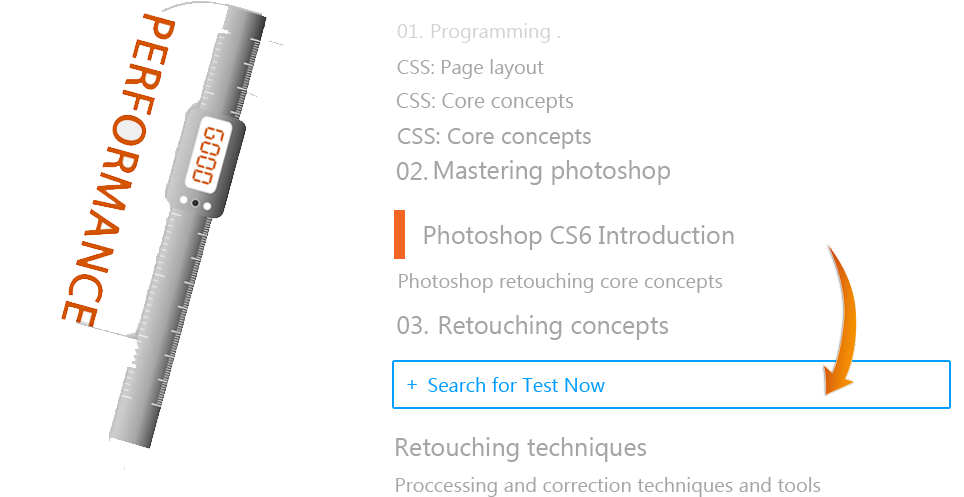 PERFORMANCE
GOOD
01. Programming .
CSS: Page layout
CSS: Core concepts
CSS: Core concepts
02. Mastering photoshop
Photoshop CS6 Introduction
Photoshop retouching core concepts
03. Retouching concepts
+ Search for Test Now
Retouching techniques
Proccessing and correction techniques and tools